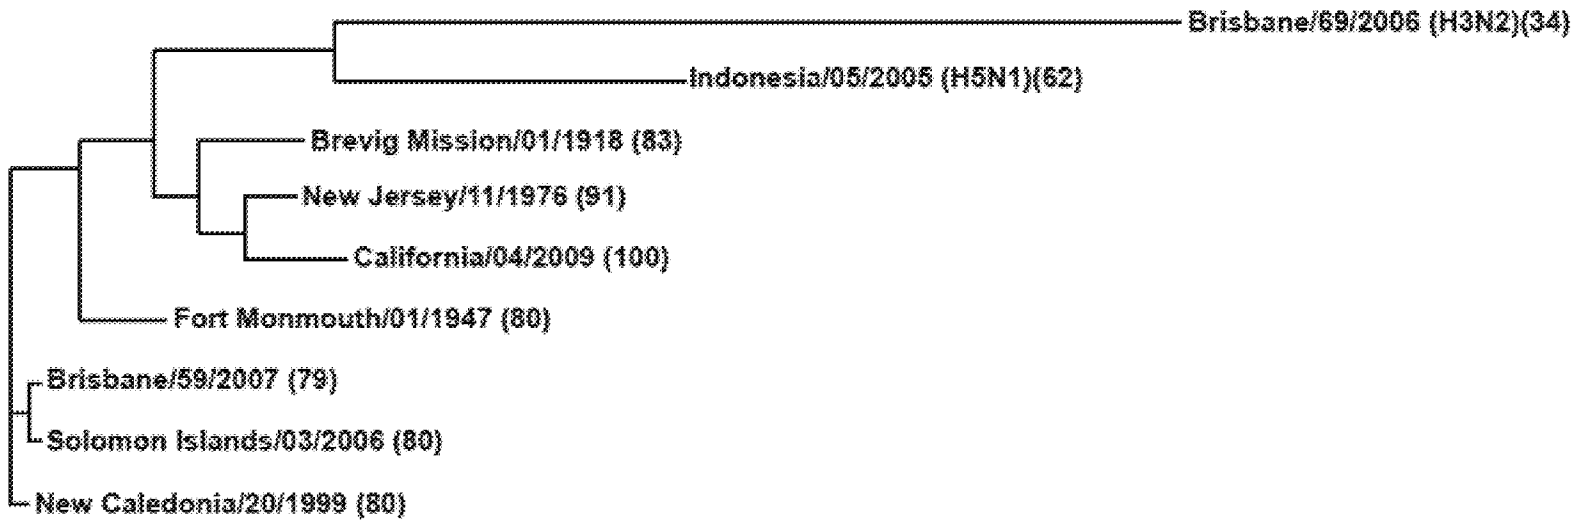 Brisbane/69/2006 (H3N2)(34)
Indonesia/05/2005 (H5N1)(62)
Brevig Mission/01/1918 (83)
New Jersey/11/1976 (91)
California/04/2009 (100)
Fort Monmouth/01/1947 (80)
Brisbane/59/2007 (79)
Solomon Islands/03/2006 (80)
New Caledonia/20/1999 (80)